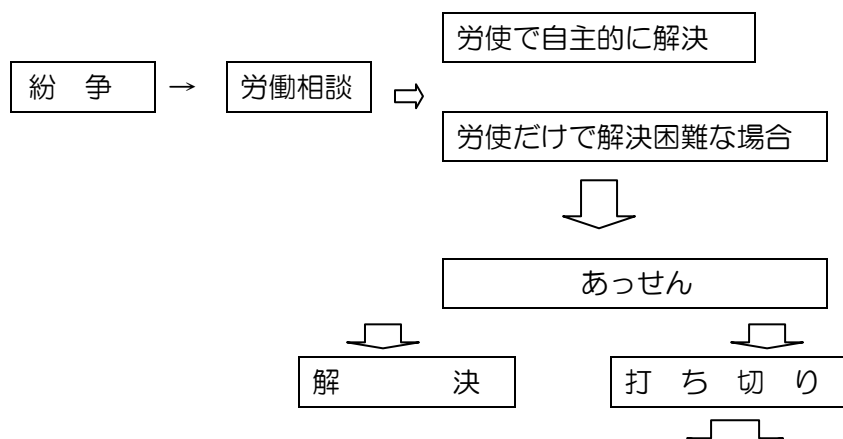 労使で自主的に解決
紛　争 → 労働相談
労使だけで解決困難な場合
あっせん
解　　　決 打　ち　切　り